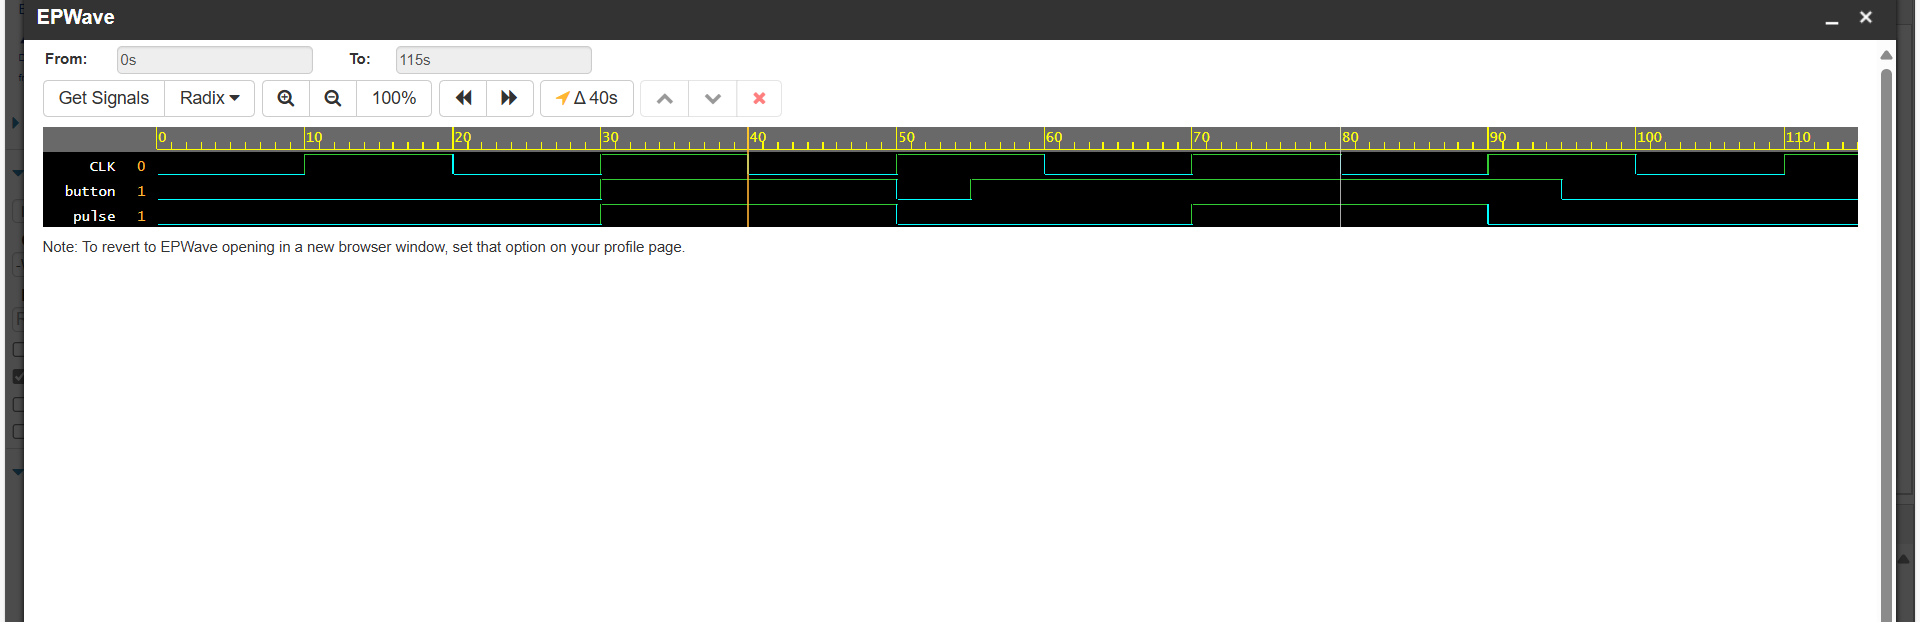 EPWave
From: 0s To: 115s
Get Signals Radix 100% Δ 40s
0 10 20 30 40 50 60 70 80 90 100 110
CLK 0
button 1
pulse 1
Note: To revert to EPWave opening in a new browser window, set that option on your profile page.